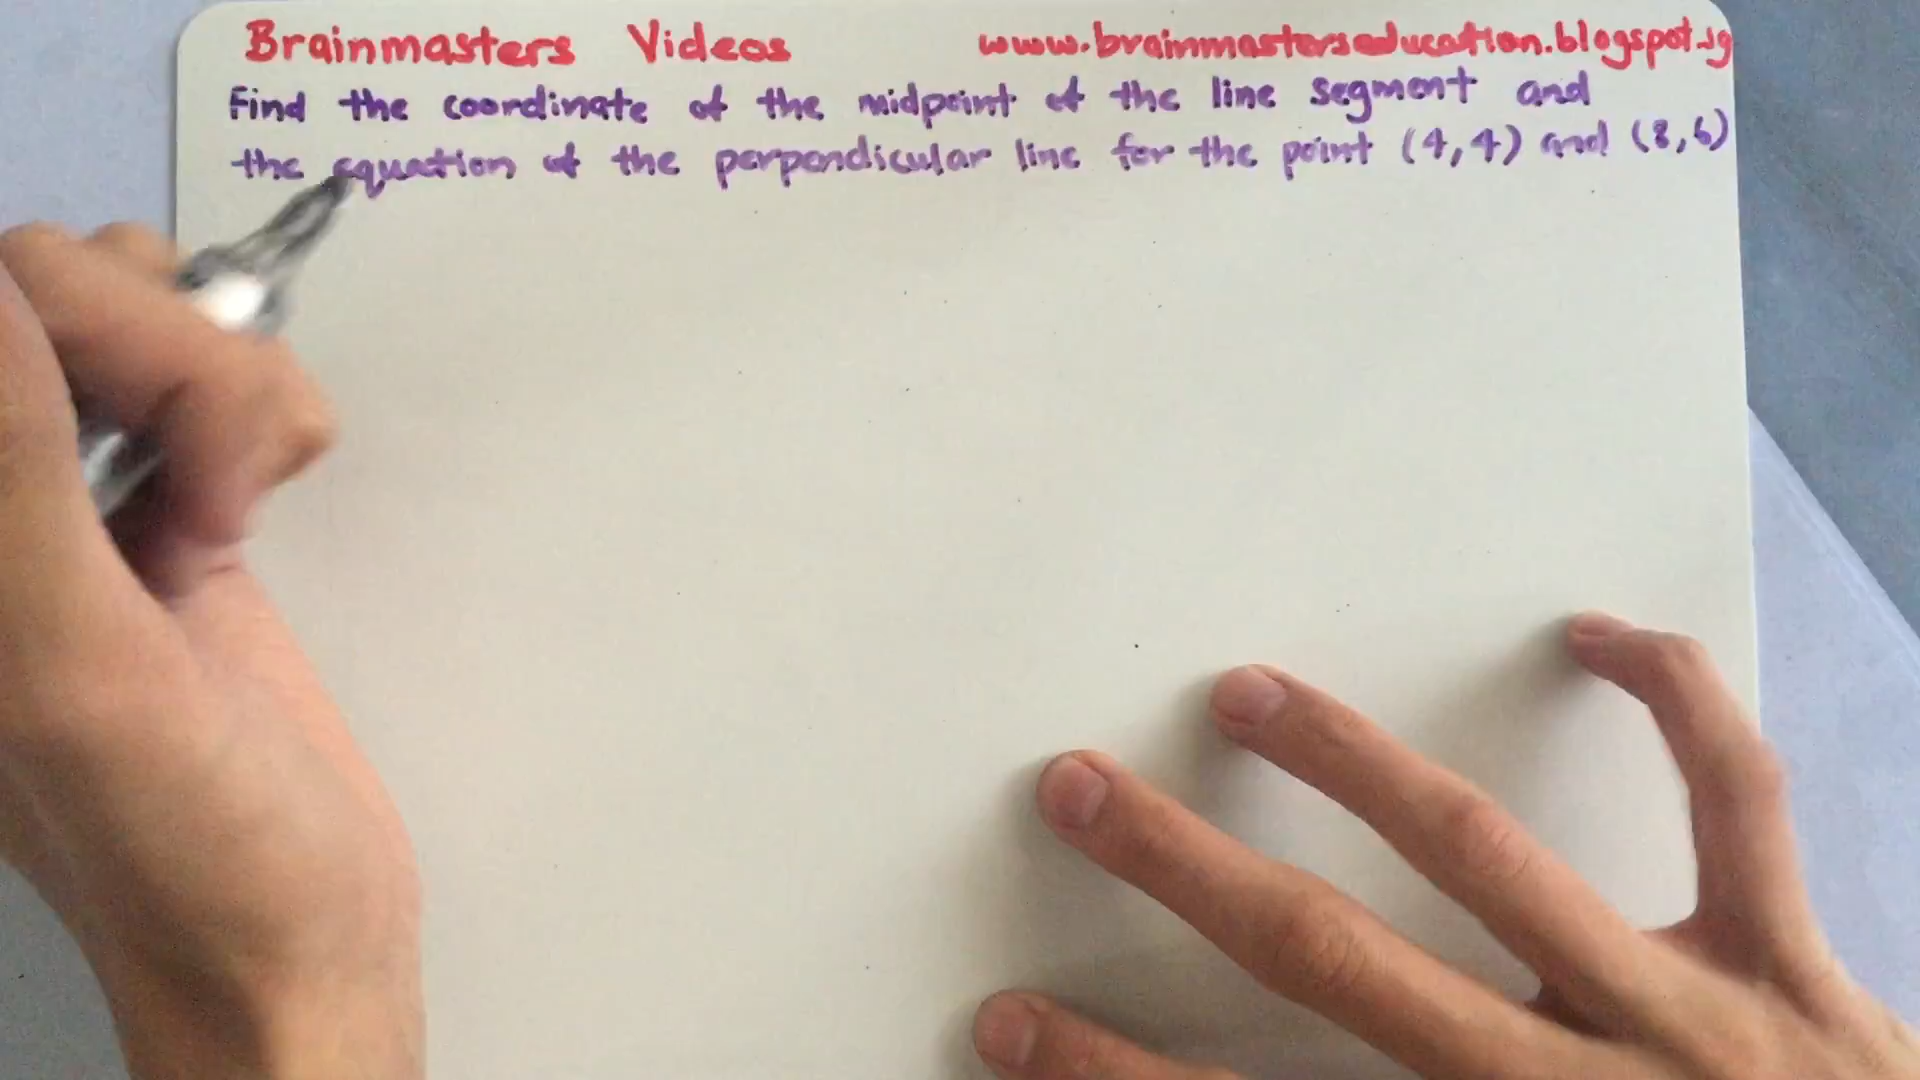 Brainmasters Videos www.brainmasterseducation.blogspot.sg
Find the coordinate of the midpoint of the line segment and
the equation of the perpendicular line for the point (4,4) and (8,6)